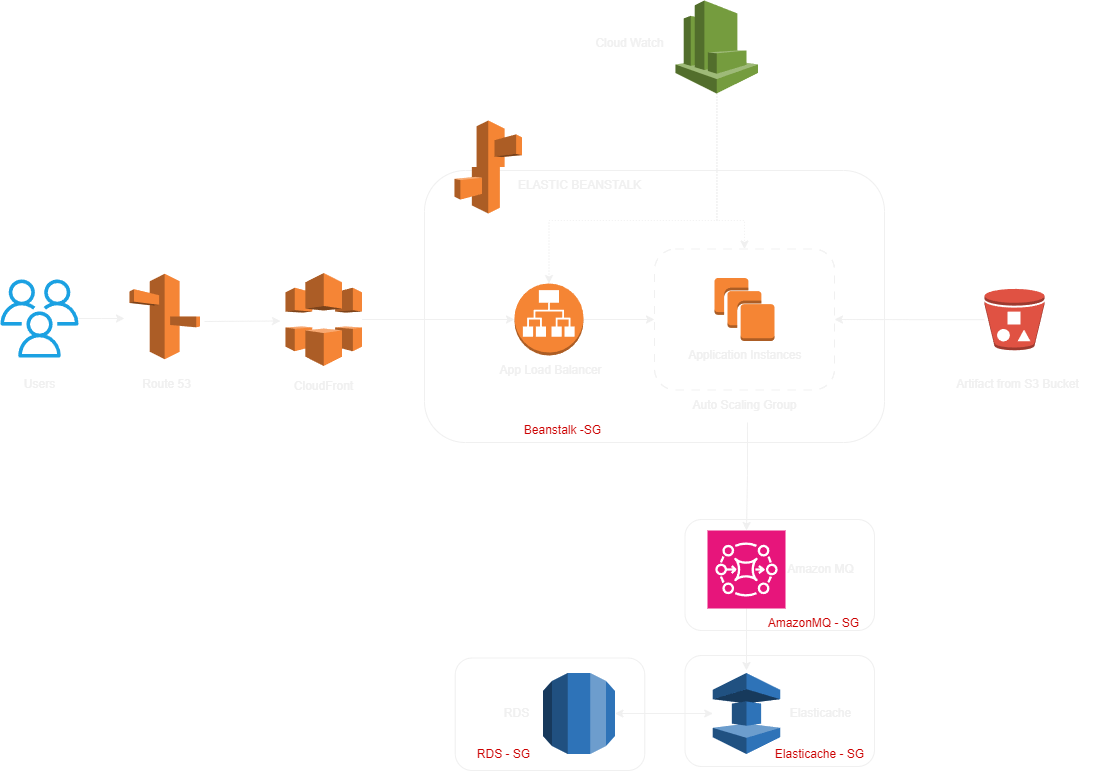 Cloud Watch
ELASTIC BEANSTALK
Users
Route 53
CloudFront
App Load Balancer
Application Instances
Auto Scaling Group
Artifact from S3 Bucket
Beanstalk -SG
Amazon MQ
AmazonMQ - SG
RDS
RDS - SG
Elasticache
Elasticache - SG